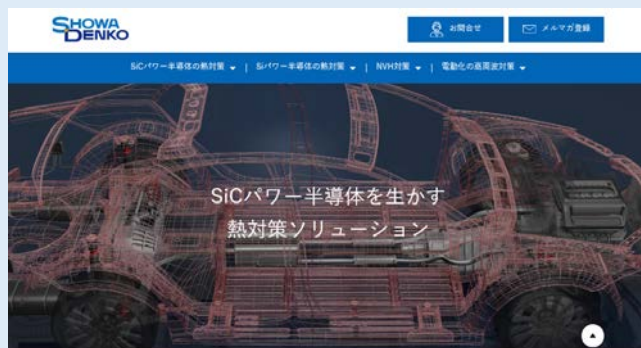 SHOWA
DENKO
お問合せ
メルマガ登録
SiCパワー半導体の熱対策 | Siパワー半導体の熱対策 | NVH対策 | 電動化の高周波対策
SiCパワー半導体を生かす
熱対策ソリューション